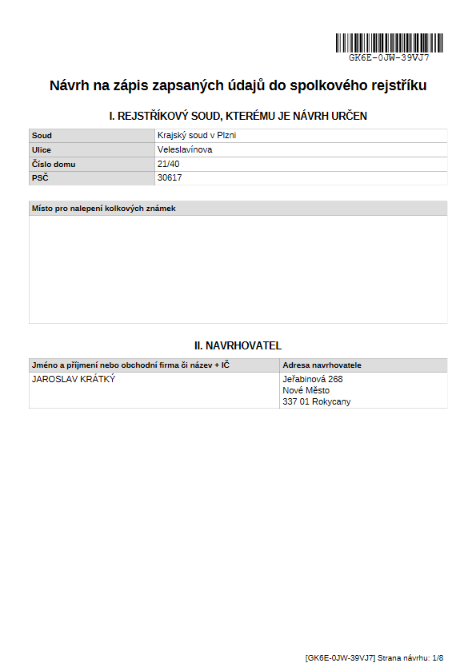 GK6E-0JW-39VJ7
Návrh na zápis zapsaných údajů do spolkového rejstříku
I. REJSTŘÍKOVÝ SOUD, KTERÉMU JE NÁVRH URČEN
Soud Krajský soud v Plzni
Ulice Veleslavínova
Číslo domu 21/40
PSČ 30617
Místo pro nalepení kolkových známek
II. NAVRHOVATEL
Jméno a příjmení nebo obchodní firma či název + IČ Adresa navrhovatele
JAROSLAV KRÁTKÝ Jeřabinová 268
Nové Město
337 01 Rokycany
[GK6E-0JW-39VJ7] Strana návrhu: 1/8